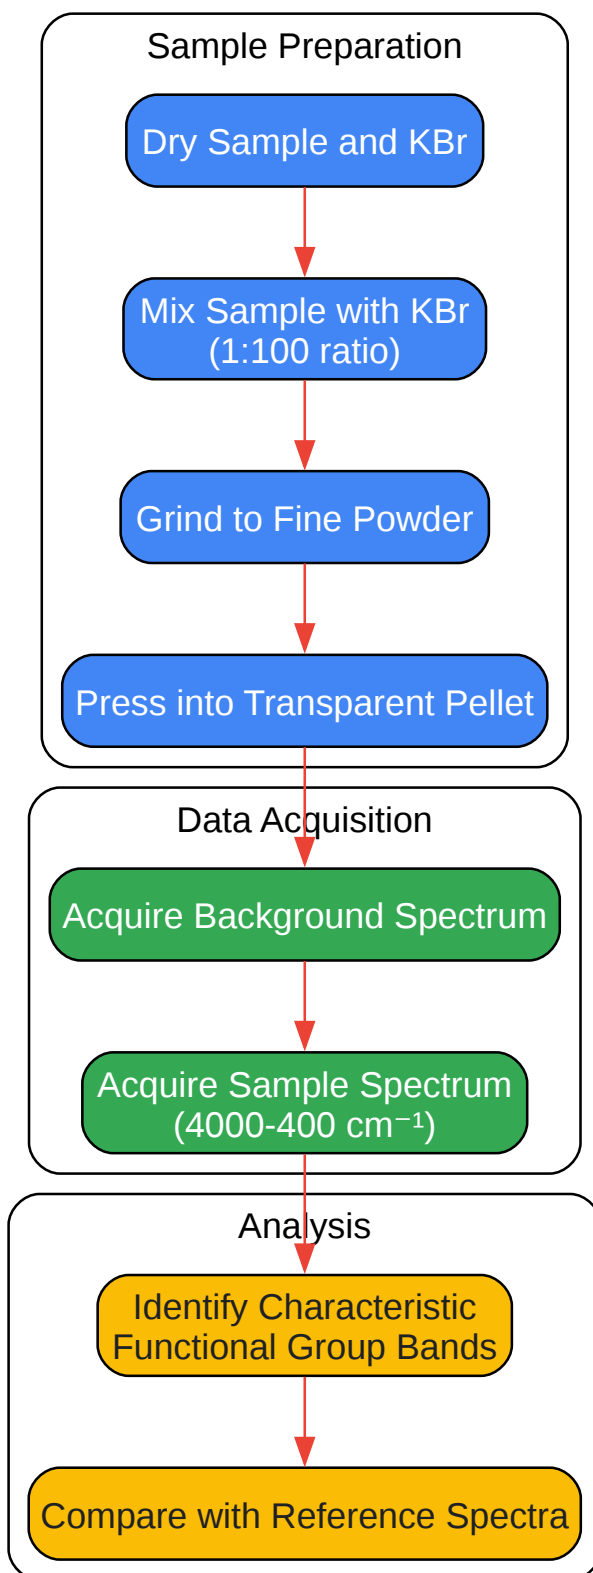 Sample Preparation
Dry Sample and KBr
Mix Sample with KBr
(1:100 ratio)
Grind to Fine Powder
Press into Transparent Pellet
Data Acquisition
Acquire Background Spectrum
Acquire Sample Spectrum
(4000-400 cm⁻¹)
Analysis
Identify Characteristic
Functional Group Bands
Compare with Reference Spectra